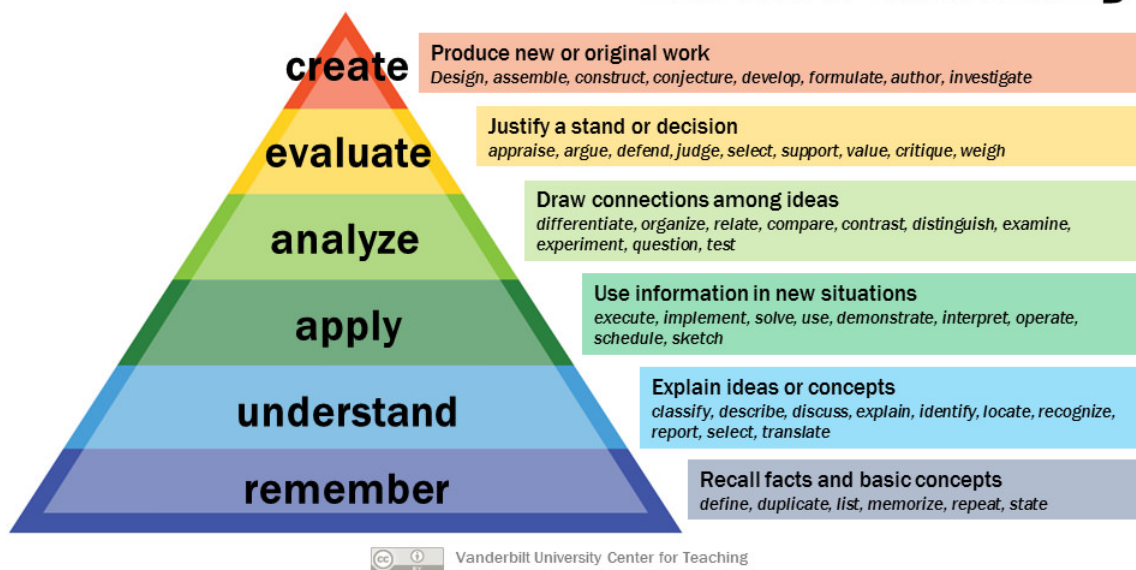 create
Produce new or original work
Design, assemble, construct, conjecture, develop, formulate, author, investigate
evaluate
Justify a stand or decision
appraise, argue, defend, judge, select, support, value, critique, weigh
analyze
Draw connections among ideas
differentiate, organize, relate, compare, contrast, distinguish, examine,
experiment, question, test
apply
Use information in new situations
execute, implement, solve, use, demonstrate, interpret, operate,
schedule, sketch
understand
Explain ideas or concepts
classify, describe, discuss, explain, identify, locate, recognize,
report, select, translate
remember
Recall facts and basic concepts
define, duplicate, list, memorize, repeat, state
cc
Vanderbilt University Center for Teaching